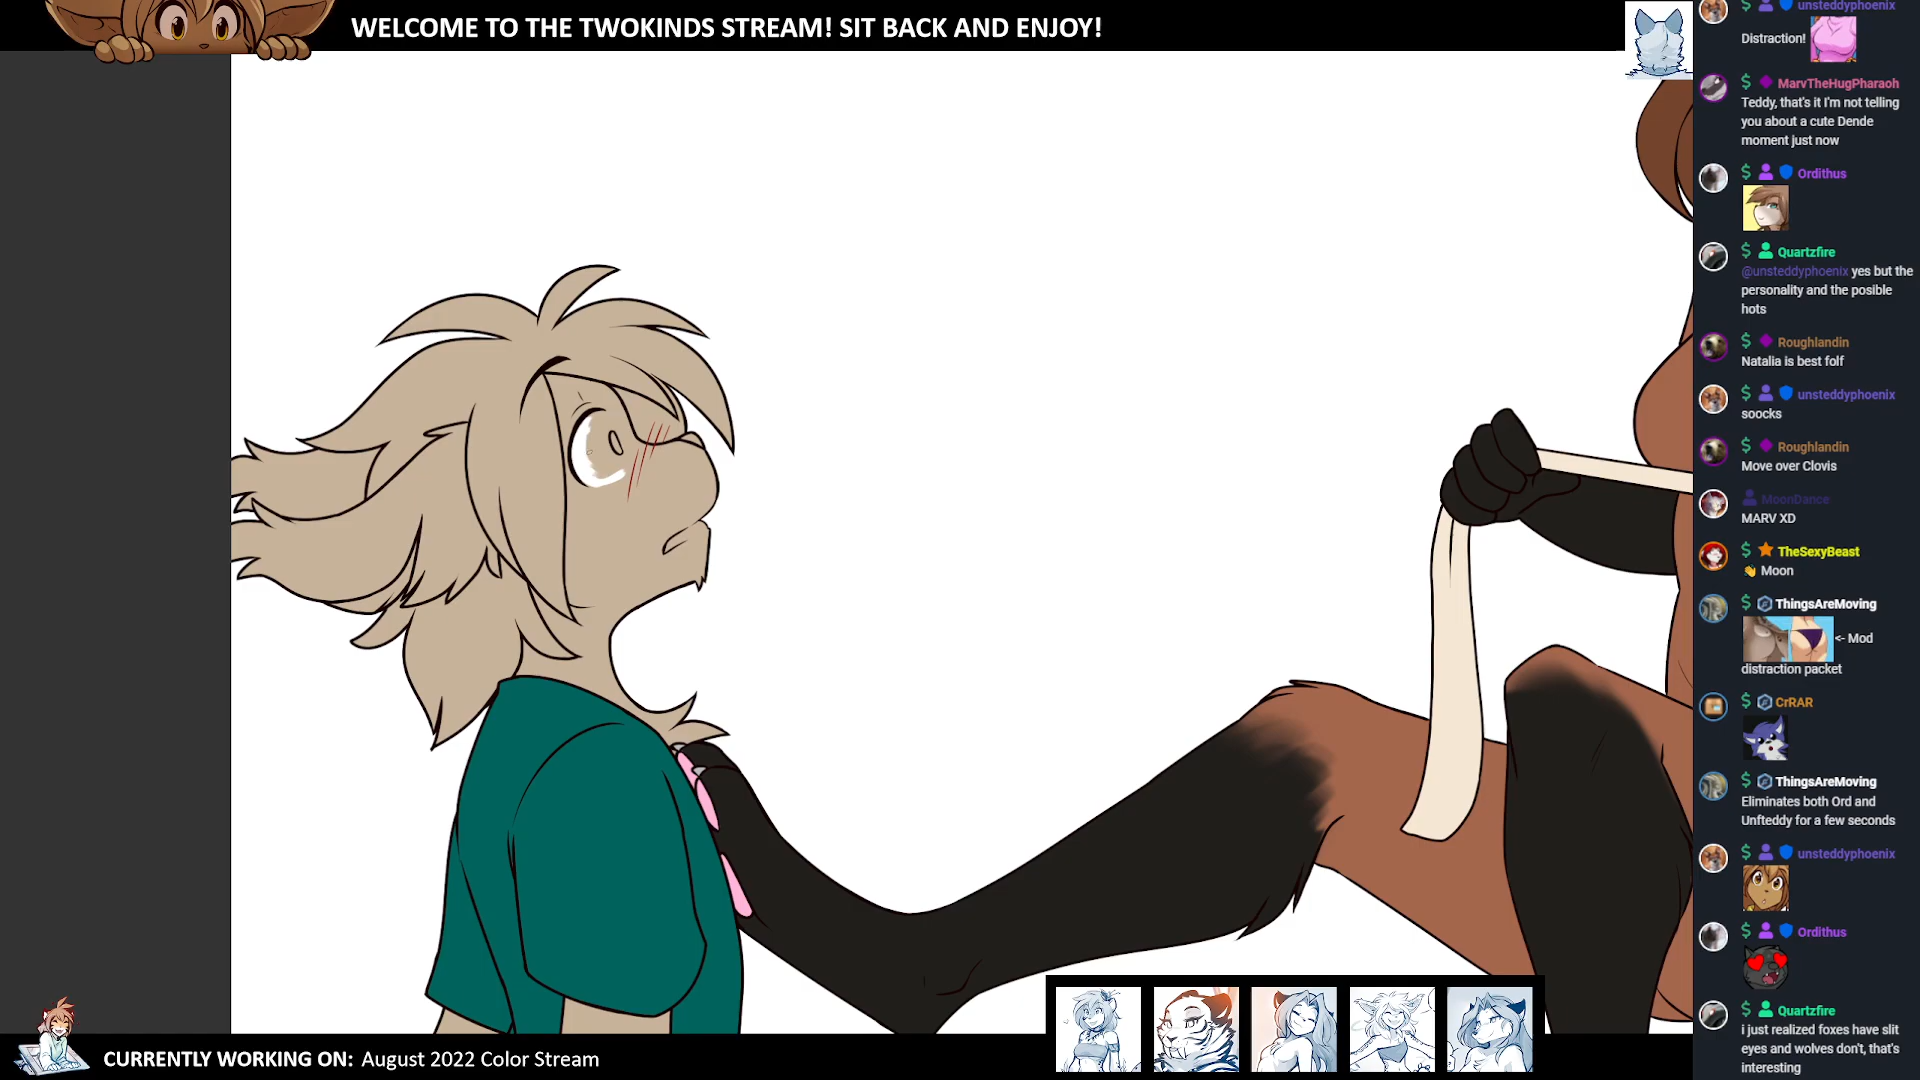 WELCOME TO THE TWOKINDS STREAM! SIT BACK AND ENJOY!
unsteddyphoenix
Distraction!
MarvTheHugPharaoh
Teddy, that's it I'm not telling
you about a cute Dende
moment just now
Ordithus
Quartzfire
@unsteddyphoenix yes but the
personality and the posible
hots
Roughlandin
Natalia is best folf
unsteddyphoenix
soocks
Roughlandin
Move over Clovis
MoonDance
MARV XD
TheSexyBeast
Moon
ThingsAreMoving
<- Mod
distraction packet
CrRAR
ThingsAreMoving
Eliminates both Ord and
Unfteddy for a few seconds
unsteddyphoenix
Ordithus
Quartzfire
i just realized foxes have slit
eyes and wolves don't, that's
interesting
CURRENTLY WORKING ON: August 2022 Color Stream